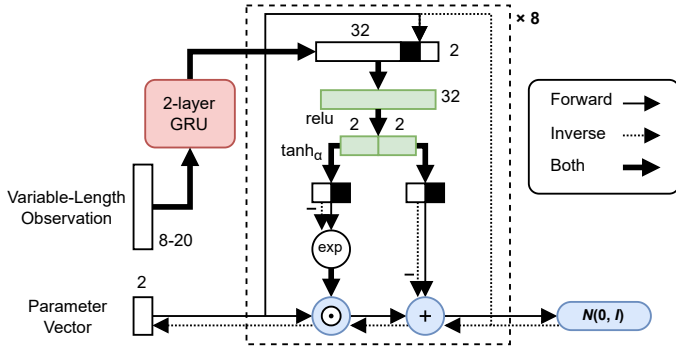 × 8
32
2
2-layer
GRU
32
relu
2 2
tanhα
Variable-Length
Observation
8-20
–
exp
–
2
Parameter
Vector
+
N(0, I)
Forward
Inverse
Both